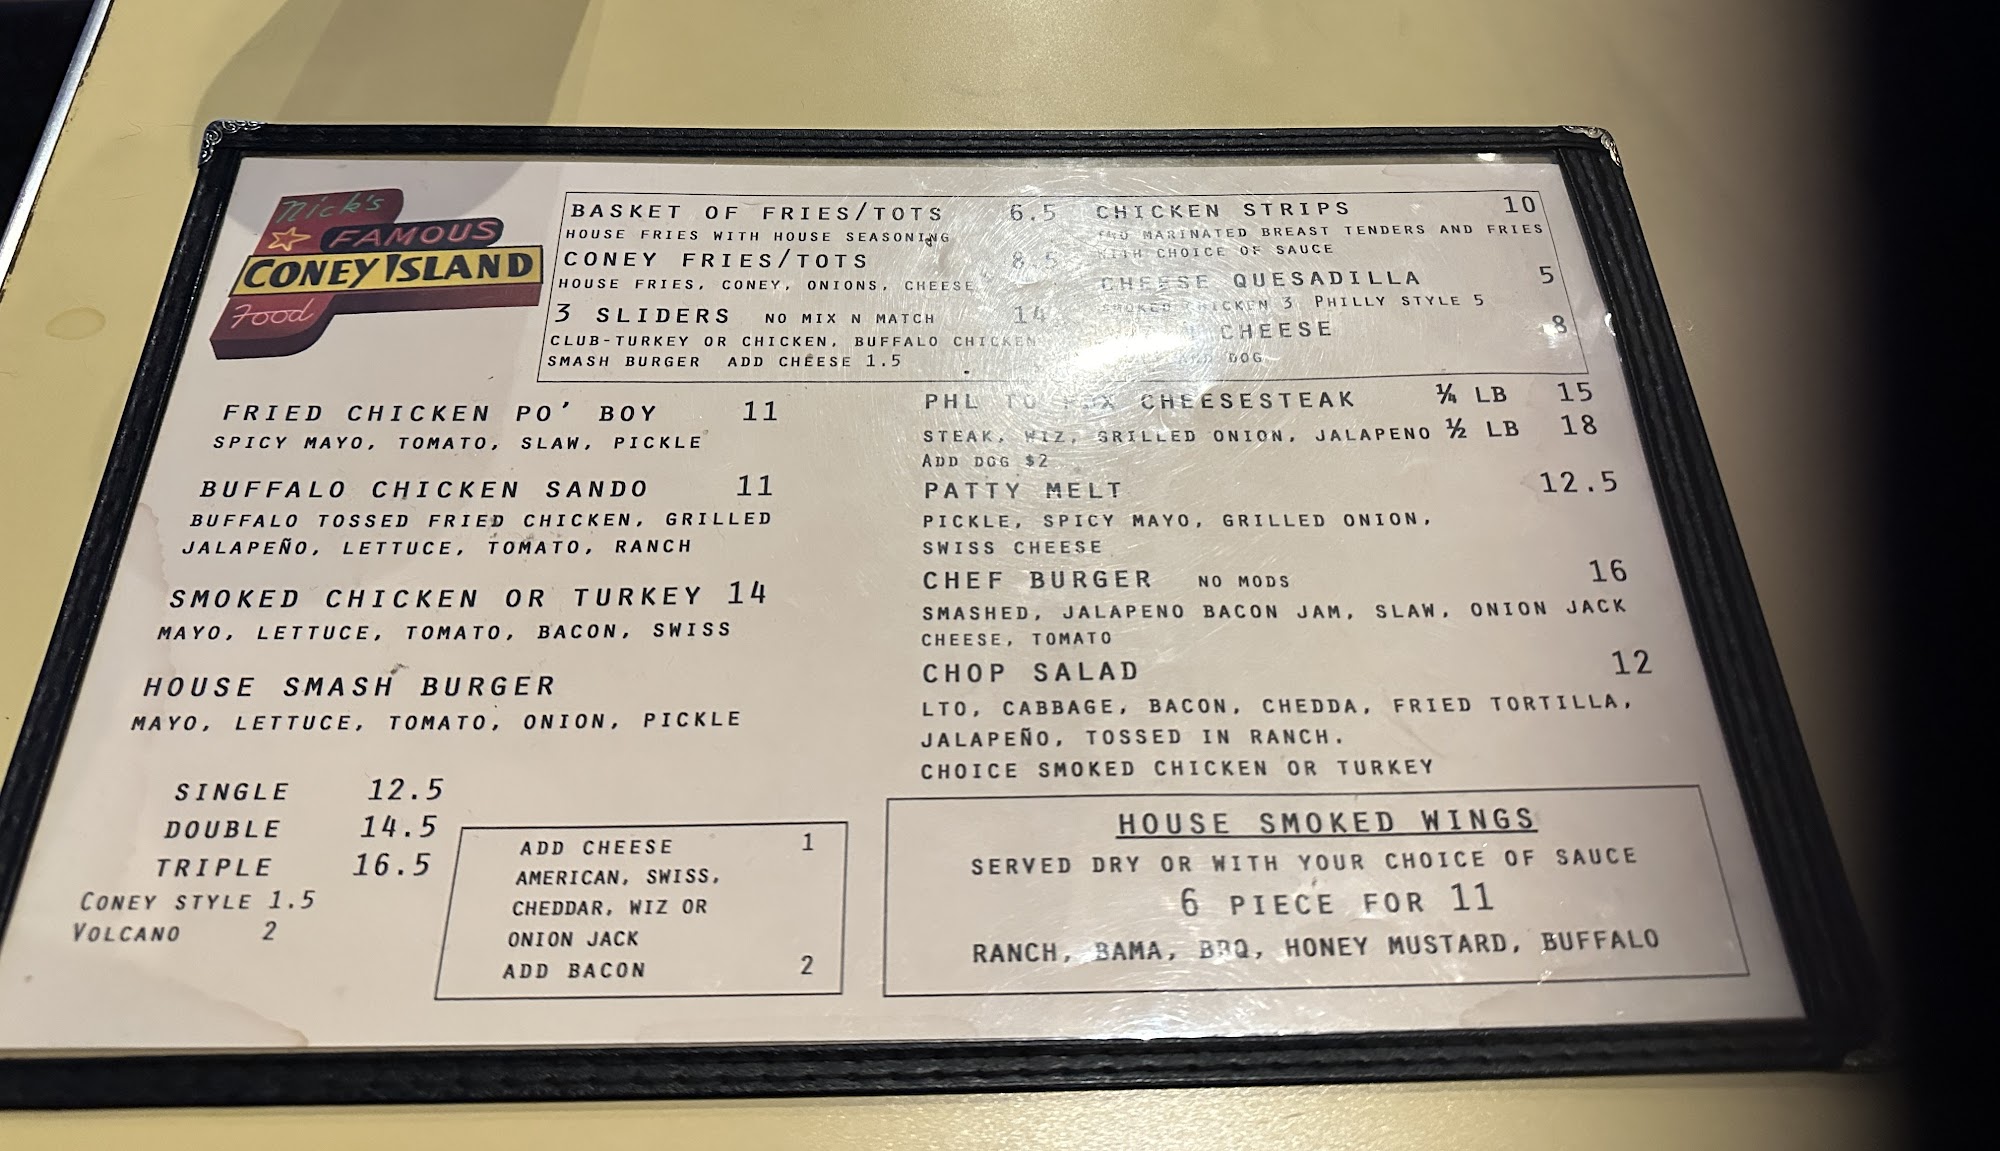 Nick's
FAMOUS
CONEY ISLAND
Food
BASKET OF FRIES/TOTS 6.5
HOUSE FRIES WITH HOUSE SEASONING
CONEY FRIES/TOTS 8.5
HOUSE FRIES, CONEY, ONIONS, CHEESE
3 SLIDERS NO MIX N MATCH 14
CLUB-TURKEY OR CHICKEN, BUFFALO CHICKEN-
SMASH BURGER ADD CHEESE 1.5
CHICKEN STRIPS 10
MARINATED BREAST TENDERS AND FRIES
WITH CHOICE OF SAUCE
CHEESE QUESADILLA 5
SMOKED CHICKEN 3 PHILLY STYLE 5
CHEESE 8
DOG
FRIED CHICKEN PO' BOY 11
SPICY MAYO, TOMATO, SLAW, PICKLE
BUFFALO CHICKEN SANDO 11
BUFFALO TOSSED FRIED CHICKEN, GRILLED
JALAPEÑO, LETTUCE, TOMATO, RANCH
SMOKED CHICKEN OR TURKEY 14
MAYO, LETTUCE, TOMATO, BACON, SWISS
HOUSE SMASH BURGER
MAYO, LETTUCE, TOMATO, ONION, PICKLE
SINGLE 12.5
DOUBLE 14.5
TRIPLE 16.5
CONEY STYLE 1.5
VOLCANO 2
ADD CHEESE 1
AMERICAN, SWISS,
CHEDDAR, WIZ OR
ONION JACK
ADD BACON 2
PHL TO PDX CHEESESTEAK ¼ LB 15
STEAK, WIZ, GRILLED ONION, JALAPENO ½ LB 18
ADD DOG $2
PATTY MELT 12.5
PICKLE, SPICY MAYO, GRILLED ONION,
SWISS CHEESE
CHEF BURGER NO MODS 16
SMASHED, JALAPENO BACON JAM, SLAW, ONION JACK
CHEESE, TOMATO
CHOP SALAD 12
LTO, CABBAGE, BACON, CHEDDA, FRIED TORTILLA,
JALAPEÑO, TOSSED IN RANCH.
CHOICE SMOKED CHICKEN OR TURKEY
HOUSE SMOKED WINGS
SERVED DRY OR WITH YOUR CHOICE OF SAUCE
6 PIECE FOR 11
RANCH, BAMA, BBQ, HONEY MUSTARD, BUFFALO